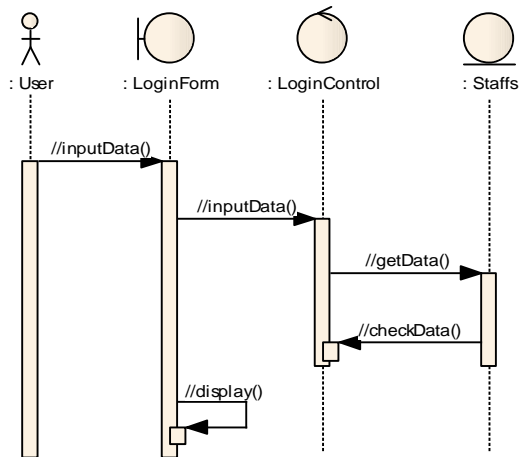 : User
: LoginForm
: LoginControl
: Staffs
//inputData()
//inputData()
//getData()
//checkData()
//display()